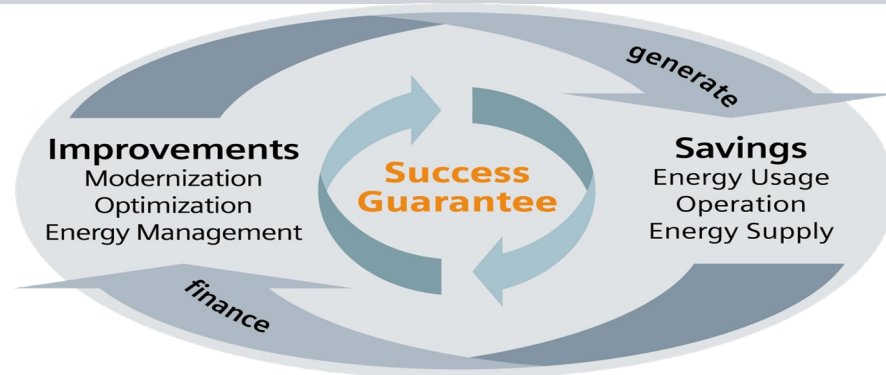 generate
Improvements
Modernization
Optimization
Energy Management
Success
Guarantee
Savings
Energy Usage
Operation
Energy Supply
finance